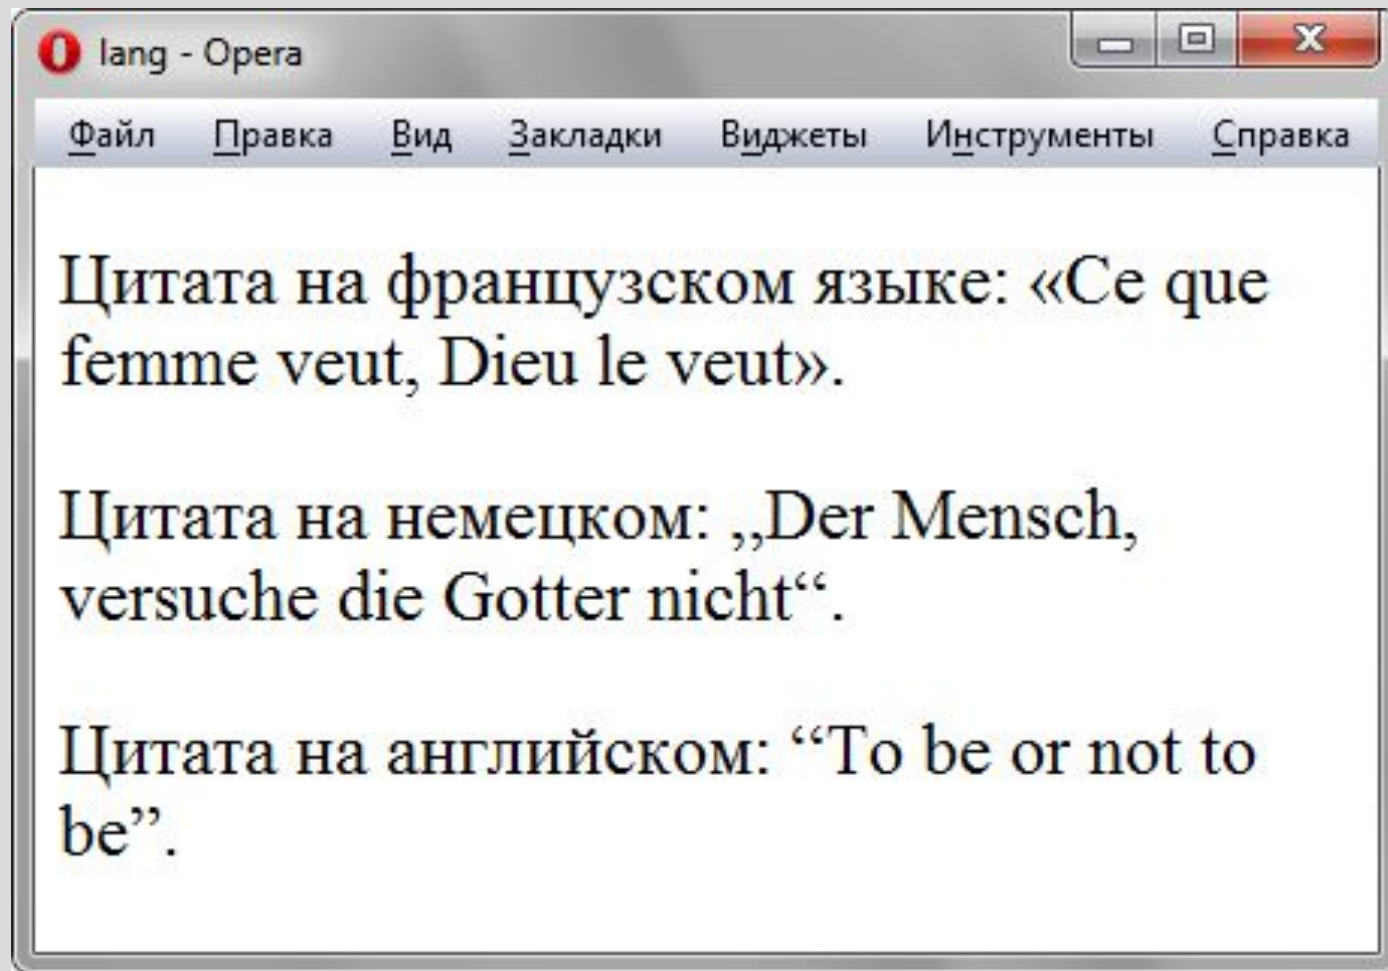 lang - Opera
Файл Правка Вид Закладки Виджеты Инструменты Справка
Цитата на французском языке: «Ce que
femme veut, Dieu le veut».
Цитата на немецком: „Der Mensch,
versuche die Gotter nicht“.
Цитата на английском: “To be or not to
be”.